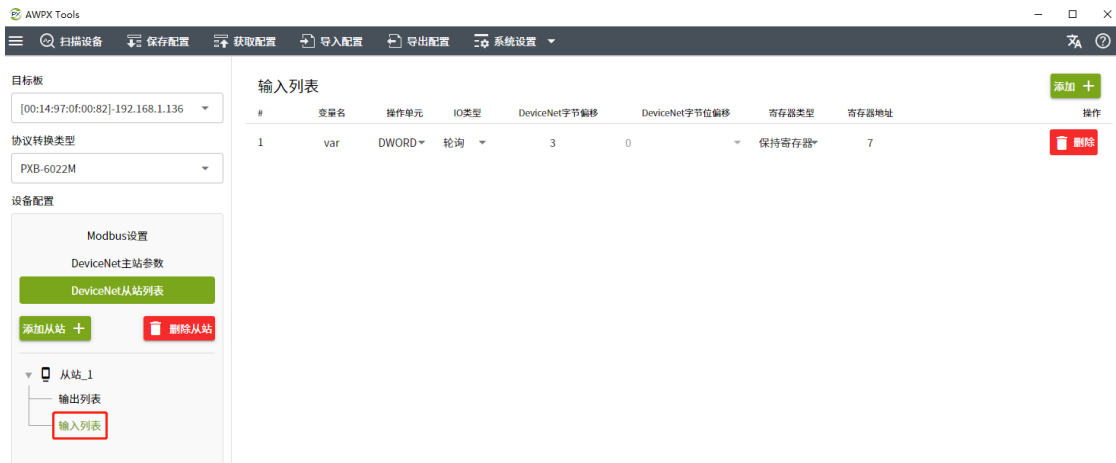 AWPX Tools
扫描设备 保存配置 获取配置 导入配置 导出配置 系统设置
目标板
[00:14:97:0f:00:82]-192.168.1.136
协议转换类型
PXB-6022M
设备配置
Modbus设置
DeviceNet主站参数
DeviceNet从站列表
添加从站 删除从站
从站_1
输出列表
输入列表
输入列表
添加
# 变量名 操作单元 IO类型 DeviceNet字节偏移 DeviceNet字节位偏移 寄存器类型 寄存器地址 操作
1 var DWORD 轮询 3 0 保持寄存器 7 删除